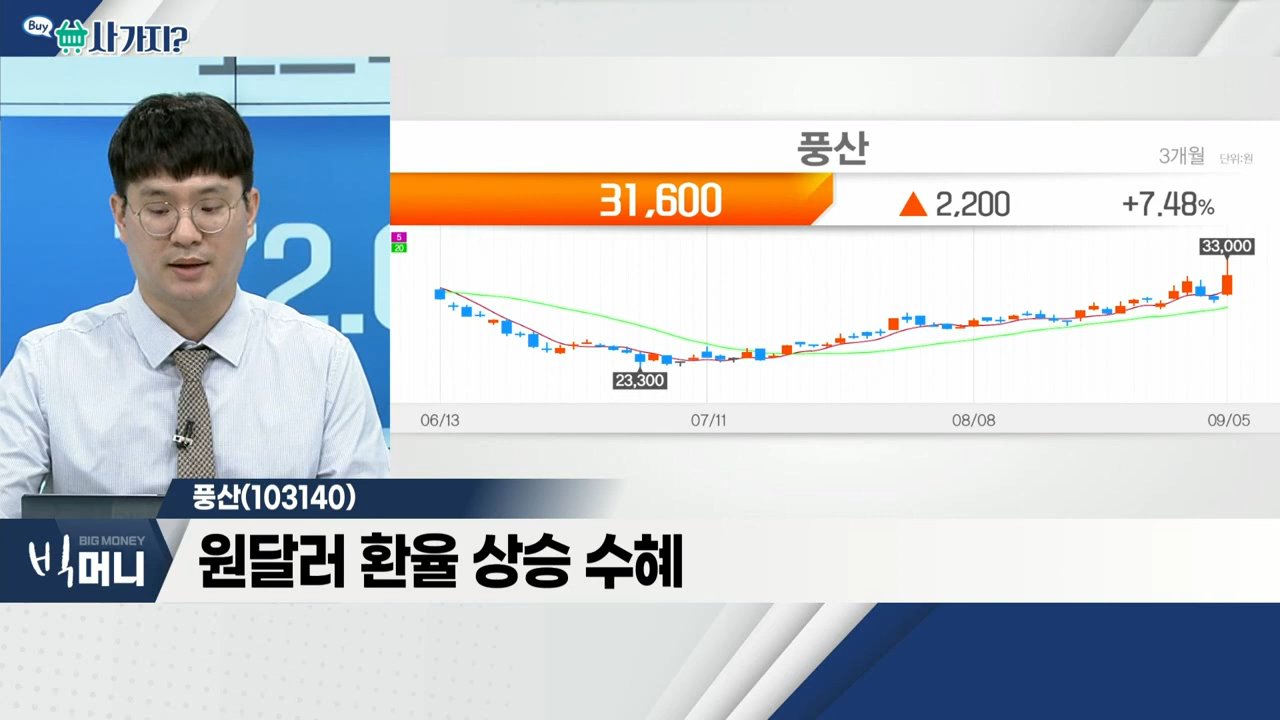 Buy 사가지?
풍산
3개월 단위:원
31,600 ▲ 2,200 +7.48%
5
20
33,000
23,300
06/13 07/11 08/08 09/05
2.
풍산(103140)
BIG MONEY
빅머니
원달러 환율 상승 수혜